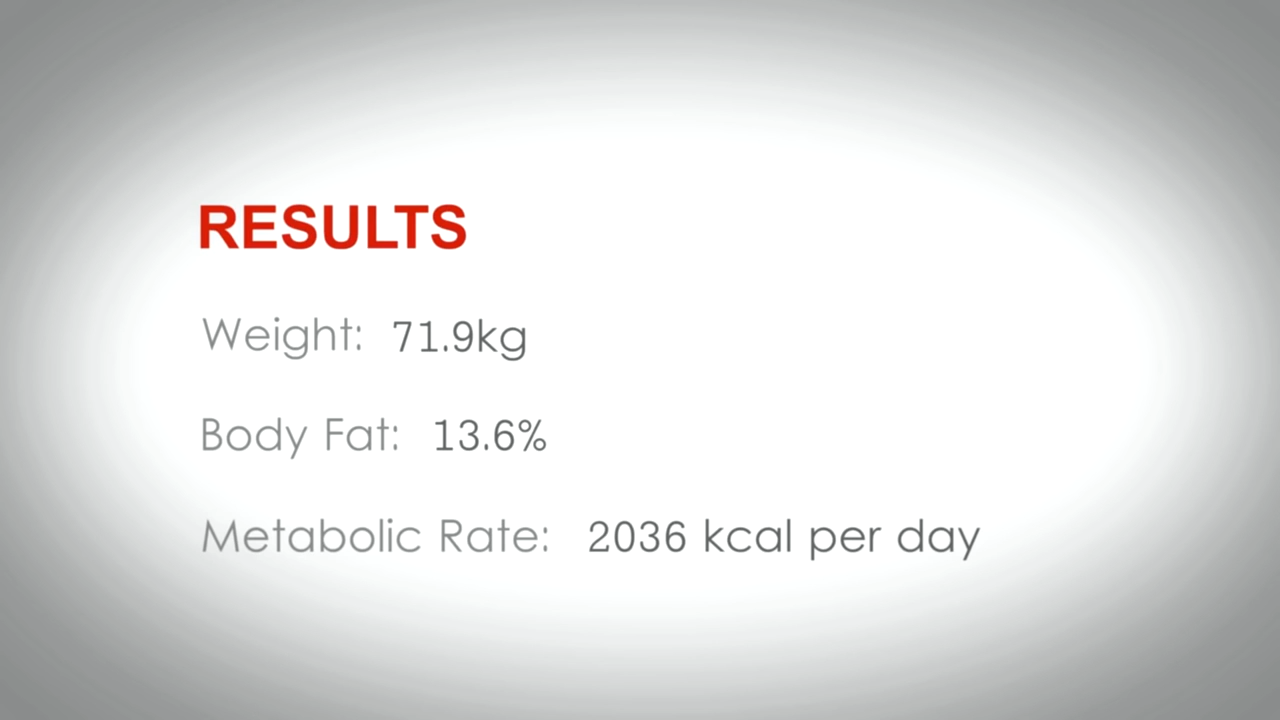 RESULTS
Weight: 71.9kg
Body Fat: 13.6%
Metabolic Rate: 2036 kcal per day